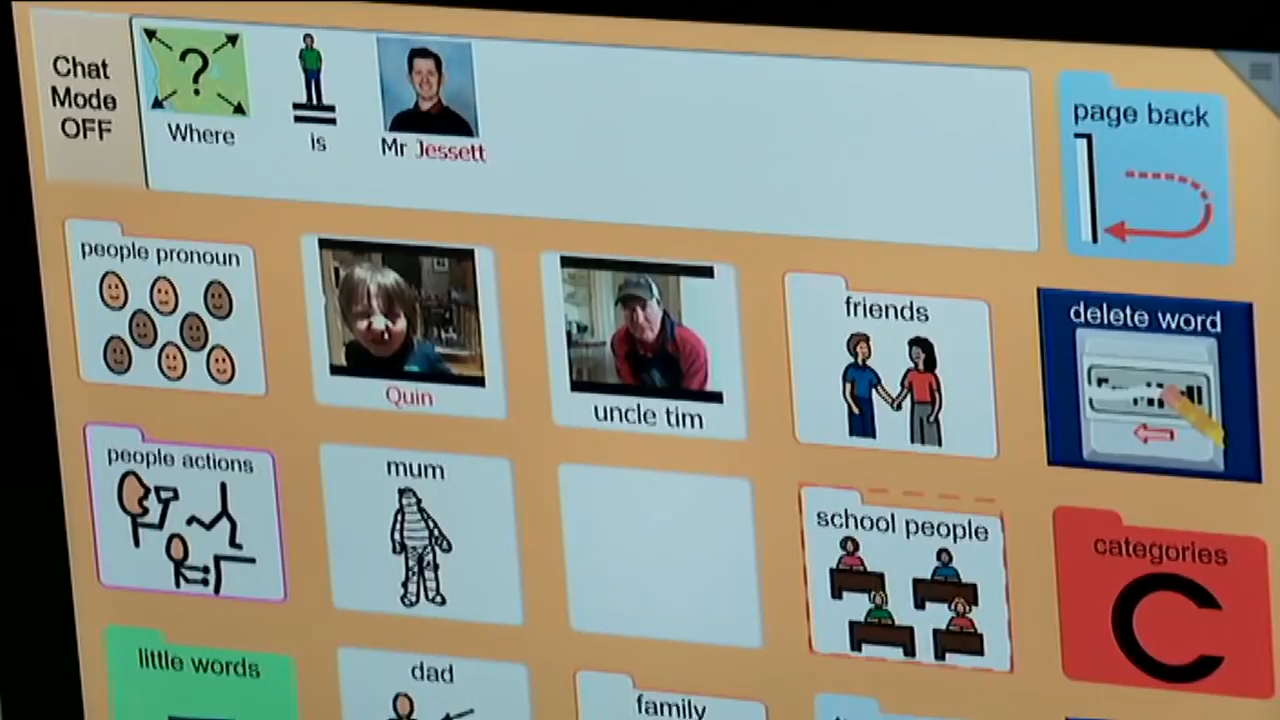 Chat
Mode
OFF
?
Where
is
Mr Jessett
page back
people pronoun
Quin
uncle tim
friends
delete word
people actions
mum
school people
categories
C
little words
dad
family